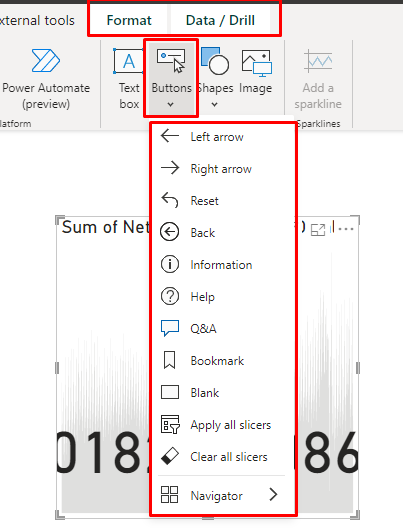 xternal tools Format Data / Drill
Power Automate (preview) Text box Buttons Shapes Image Add a sparkline
latform Sparklines
Left arrow
Right arrow
Reset
Sum of Net
Back
Information
Help
Q&A
Bookmark
Blank
Apply all slicers
0182 86
Clear all slicers
Navigator